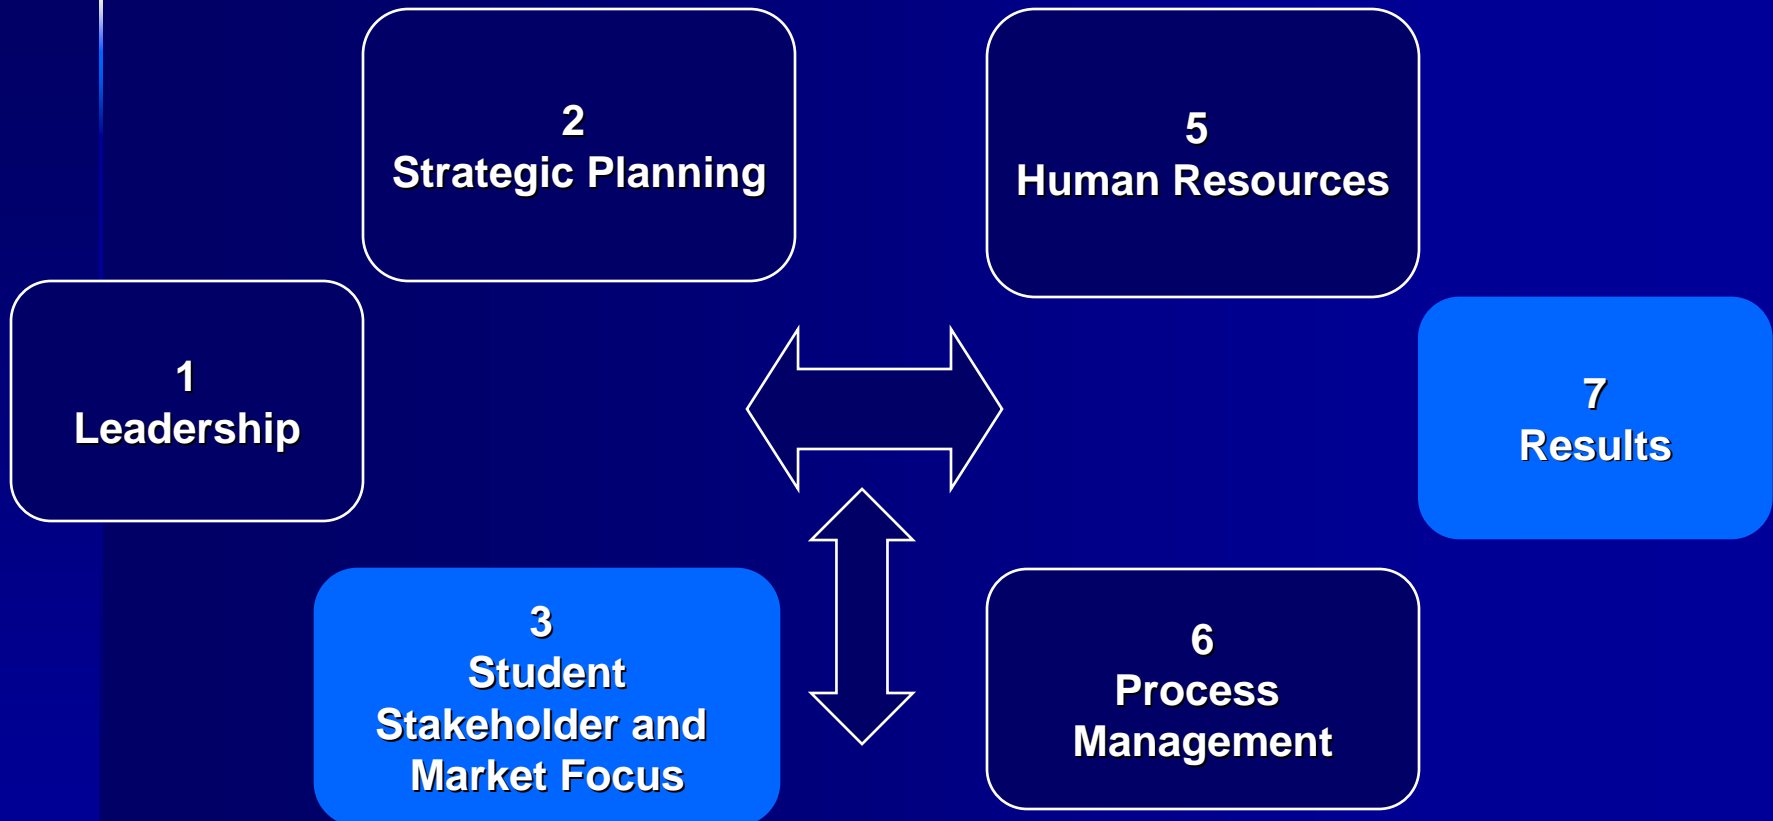 2
Strategic Planning
5
Human Resources
1
Leadership
7
Results
3
Student
Stakeholder and
Market Focus
6
Process
Management